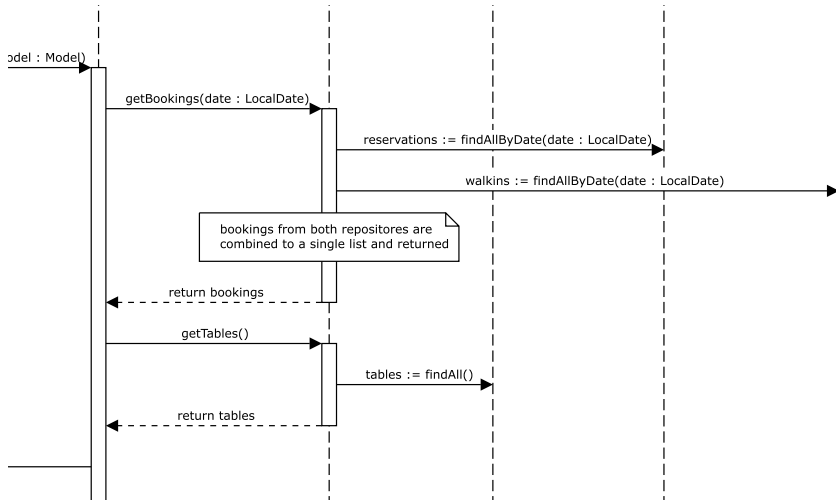 odel : Model)
getBookings(date : LocalDate)
reservations := findAllByDate(date : LocalDate)
walkins := findAllByDate(date : LocalDate)
bookings from both repositores are
combined to a single list and returned
return bookings
getTables()
tables := findAll()
return tables